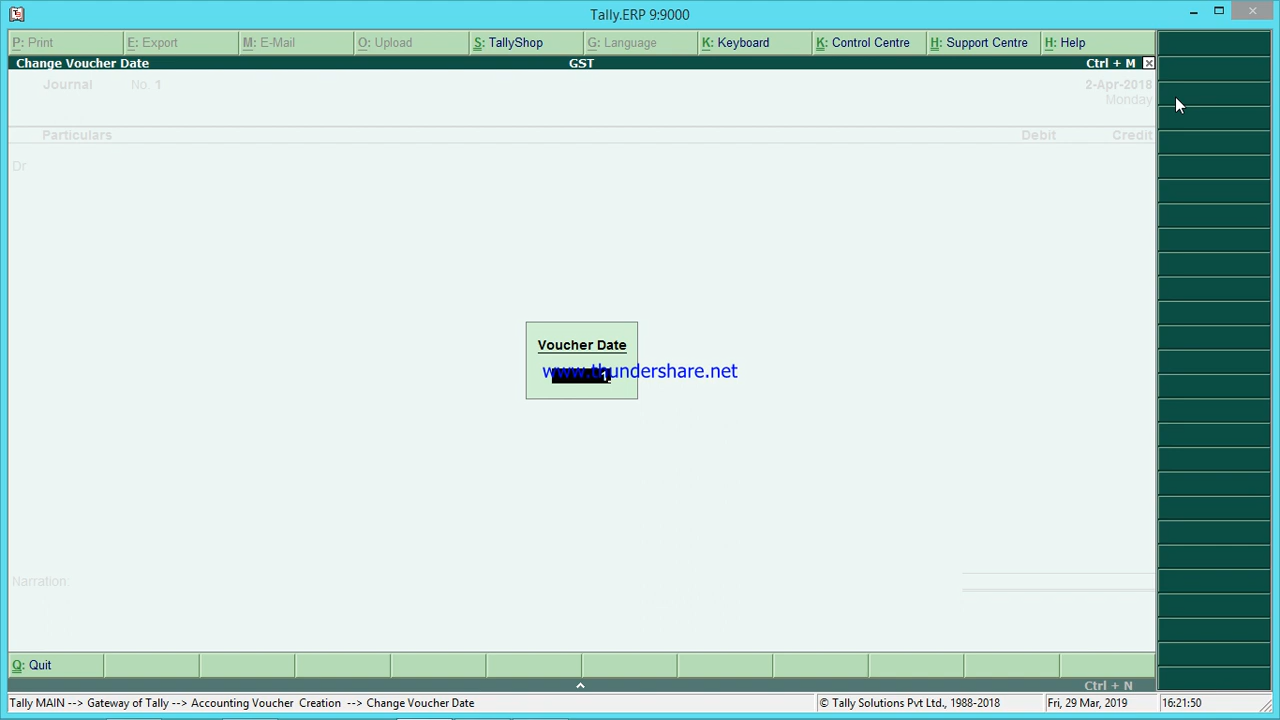 Tally.ERP 9:9000
P: Print E: Export M: E-Mail O: Upload S: TallyShop G: Language K: Keyboard K: Control Centre H: Support Centre H: Help
Change Voucher Date GST Ctrl + M
Journal No. 1 2-Apr-2018
Monday
Particulars Debit Credit
Dr
Voucher Date
1
www.thundershare.net
Narration
Q: Quit
Ctrl + N
Tally MAIN --> Gateway of Tally --> Accounting Voucher Creation --> Change Voucher Date © Tally Solutions Pvt Ltd., 1988-2018 Fri, 29 Mar, 2019 16:21:50